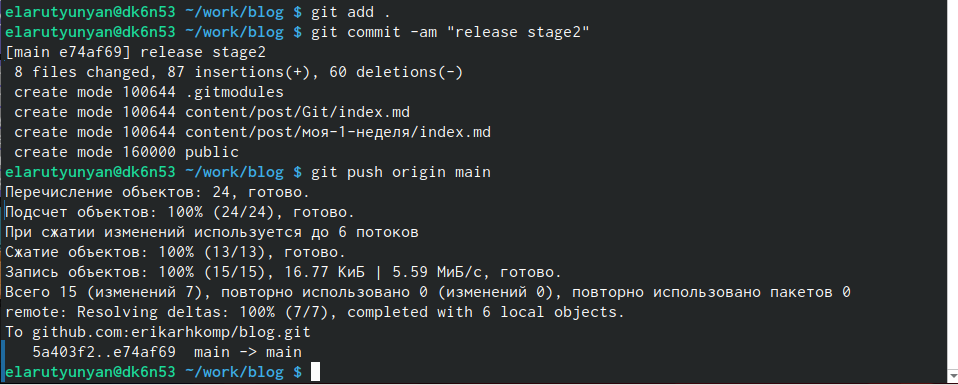 elarutyunyan@dk6n53 ~/work/blog $ git add .
elarutyunyan@dk6n53 ~/work/blog $ git commit -am "release stage2"
[main e74af69] release stage2
 8 files changed, 87 insertions(+), 60 deletions(-)
 create mode 100644 .gitmodules
 create mode 100644 content/post/Git/index.md
 create mode 100644 content/post/моя-1-неделя/index.md
 create mode 160000 public
elarutyunyan@dk6n53 ~/work/blog $ git push origin main
Перечисление объектов: 24, готово.
Подсчет объектов: 100% (24/24), готово.
При сжатии изменений используется до 6 потоков
Сжатие объектов: 100% (13/13), готово.
Запись объектов: 100% (15/15), 16.77 КиБ | 5.59 МиБ/с, готово.
Всего 15 (изменений 7), повторно использовано 0 (изменений 0), повторно использовано пакетов 0
remote: Resolving deltas: 100% (7/7), completed with 6 local objects.
To github.com:erikarhkomp/blog.git
   5a403f2..e74af69  main -> main
elarutyunyan@dk6n53 ~/work/blog $